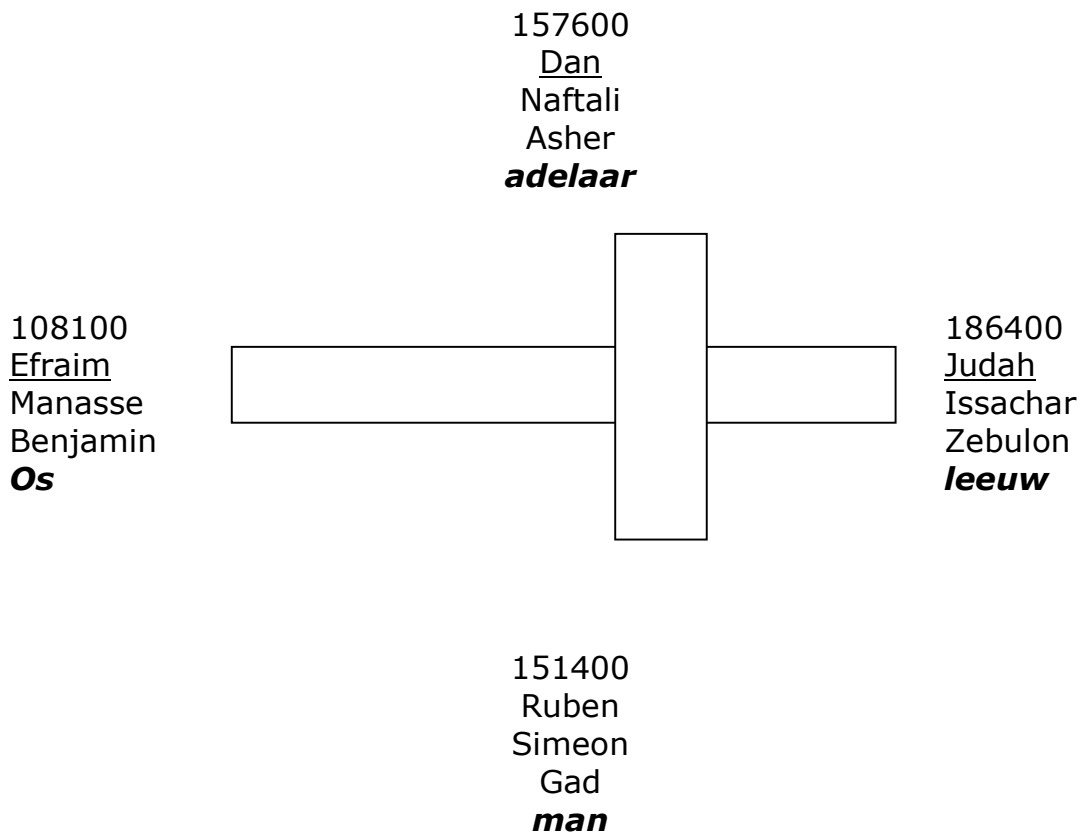 157600
Dan
Naftali
Asher
adelaar
108100
Efraim
Manasse
Benjamin
Os
186400
Judah
Issachar
Zebulon
leeuw
151400
Ruben
Simeon
Gad
man